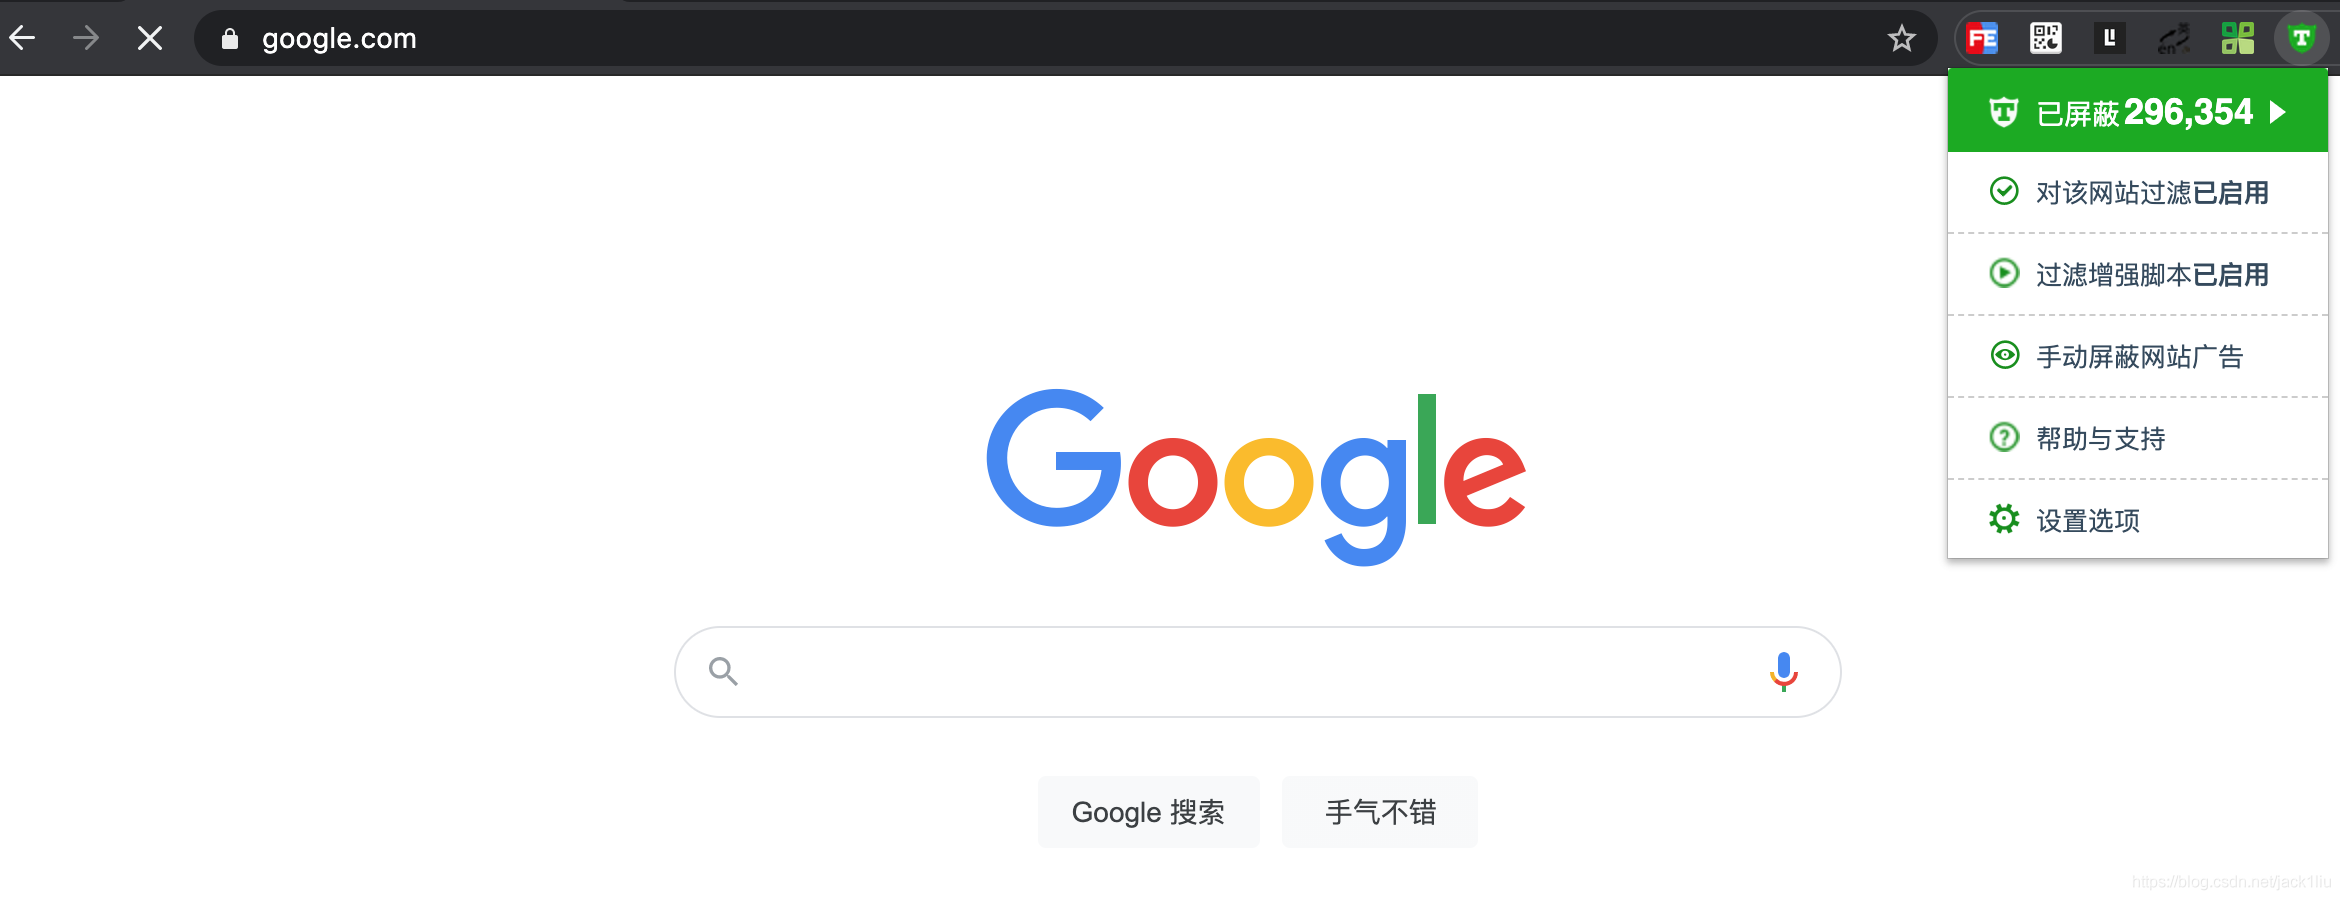 google.com
FE
en
已屏蔽 296,354
对该网站过滤已启用
过滤增强脚本已启用
手动屏蔽网站广告
帮助与支持
设置选项
Google
Google 搜索
手气不错
https://blog.csdn.net/jack1liu